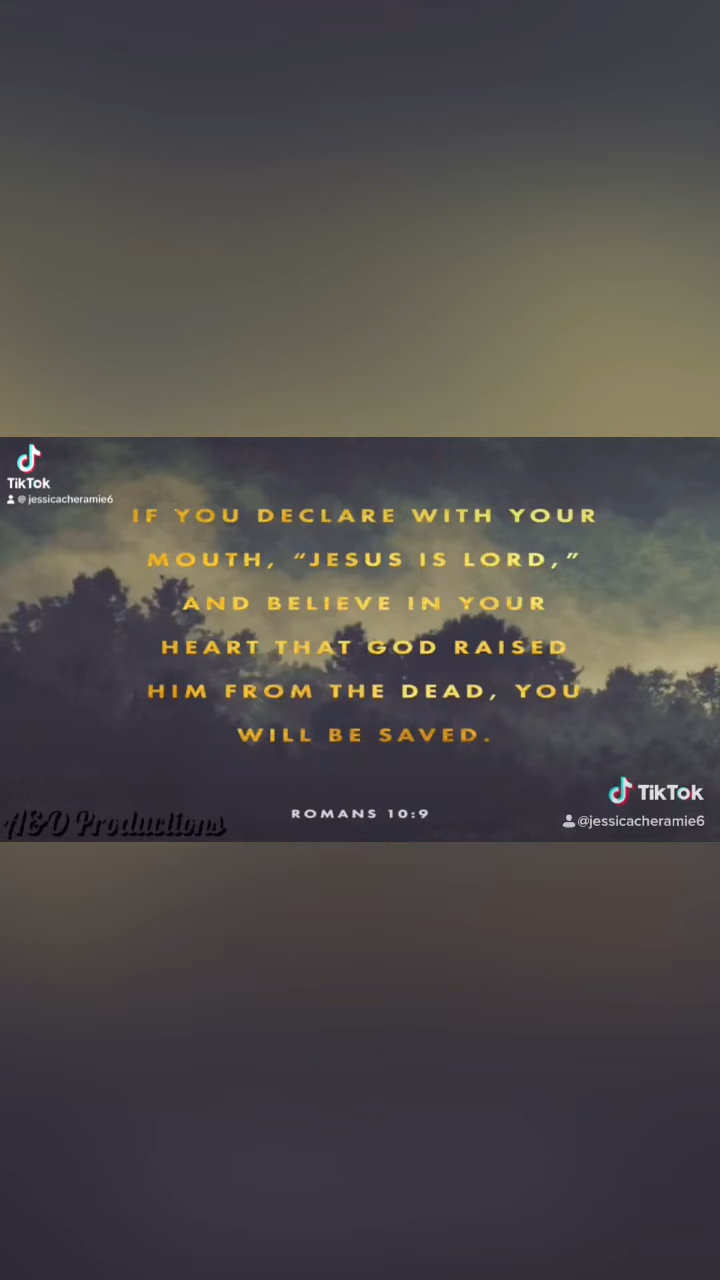 TikTok
@jessicacheramie6
IF YOU DECLARE WITH YOUR
MOUTH, “JESUS IS LORD,”
AND BELIEVE IN YOUR
HEART THAT GOD RAISED
HIM FROM THE DEAD, YOU
WILL BE SAVED.
ROMANS 10:9
A&D Productions
TikTok
@jessicacheramie6